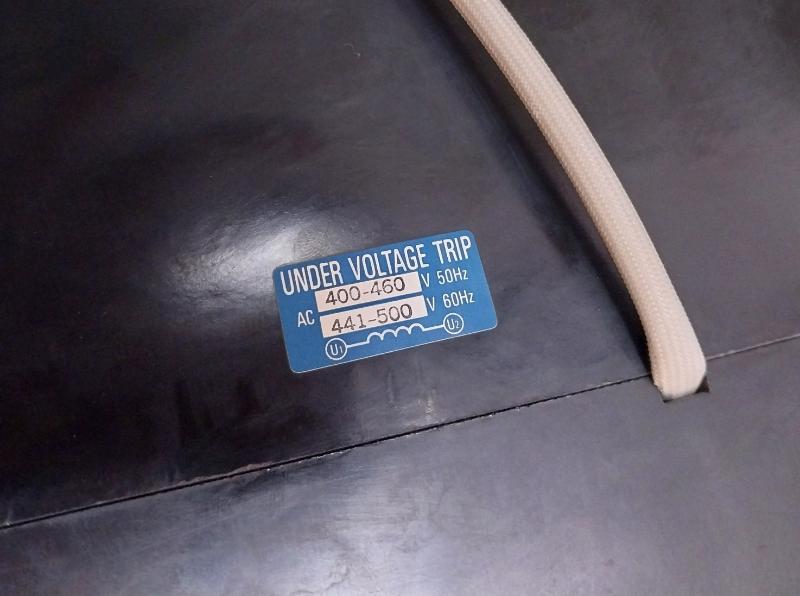 UNDER VOLTAGE TRIP
AC 400-460 V 50Hz
441-500 V 60Hz
U1 U2